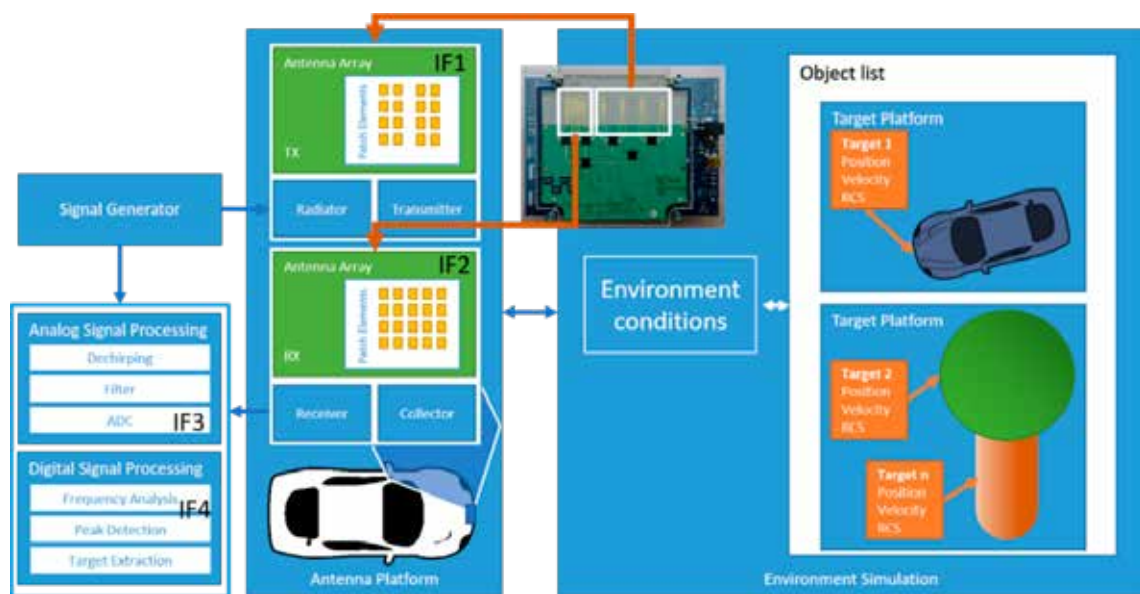 Signal Generator
Analog Signal Processing
Dechirping
Filter
ADC
IF3
Digital Signal Processing
Frequency Analysis
IF4
Peak Detection
Target Extraction
Antenna Array
IF1
Patch Elements
TX
Radiator
Transmitter
Antenna Array
IF2
Patch Elements
RX
Receiver
Collector
Antenna Platform
Environment
conditions
Environment Simulation
Object list
Target Platform
Target 1
Position
Velocity
RCS
Target Platform
Target 2
Position
Velocity
RCS
Target n
Position
Velocity
RCS